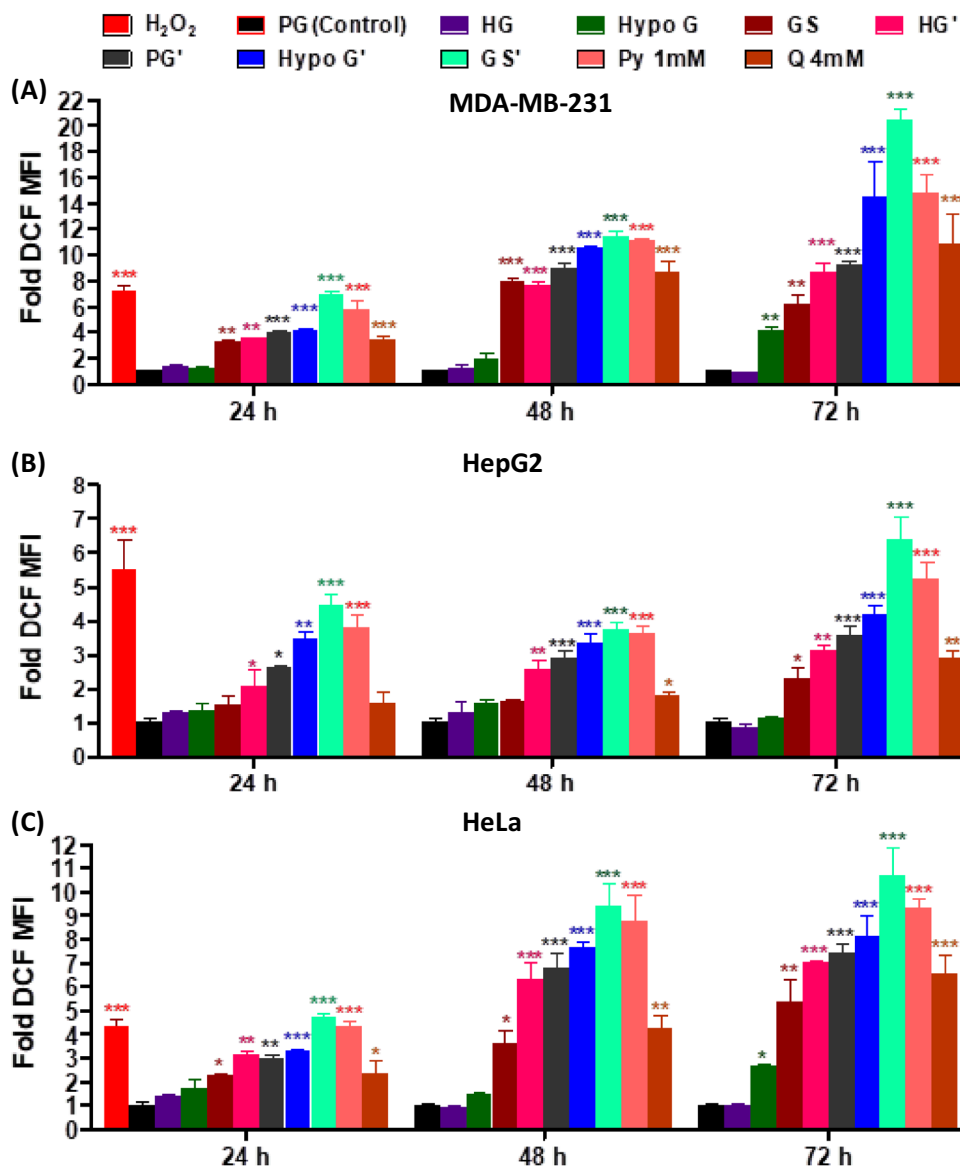 H₂O₂ PG (Control) HG Hypo G GS HG'
PG' Hypo G' GS' Py 1mM Q 4mM
(A) MDA-MB-231
Fold DCF MFI
22
20
18
16
14
12
10
8
6
4
2
0
*** ** ** *** *** *** *** ***
*** *** *** *** *** *** ***
** ** *** *** *** *** *** ***
24 h 48 h 72 h
(B) HepG2
Fold DCF MFI
8
7
6
5
4
3
2
1
0
*** * * ** *** ***
** *** *** *** *** *
* ** *** *** *** *** **
24 h 48 h 72 h
(C) HeLa
Fold DCF MFI
12
11
10
9
8
7
6
5
4
3
2
1
0
*** * ** ** *** *** *** *
* *** *** *** *** *** **
* ** *** *** *** *** *** ***
24 h 48 h 72 h